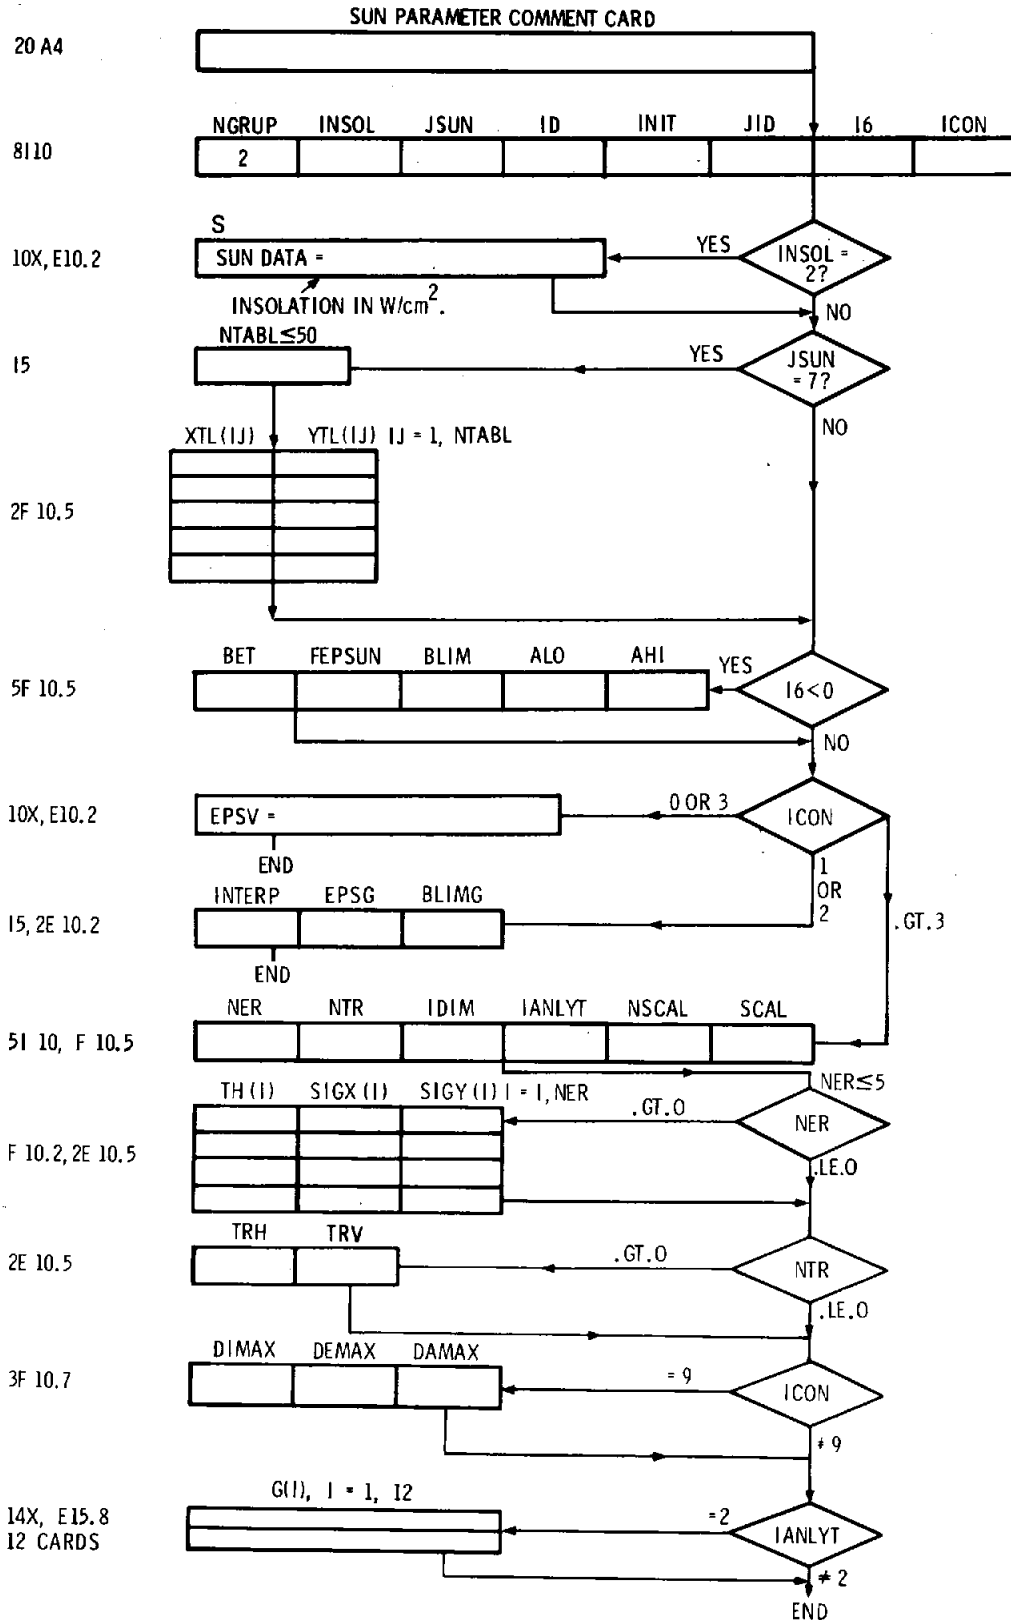 SUN PARAMETER COMMENT CARD
20 A4
NGRUP INSOL JSUN ID INIT JID I6 ICON
8I10
2
S
10X, E10.2
SUN DATA =
YES
INSOL =
2?
INSOLATION IN W/cm².
NO
NTABL≤50
I5
YES
JSUN
= 7?
NO
XTL(IJ) YTL(IJ) IJ = 1, NTABL
2F 10.5
BET FEPSUN BLIM ALO AHI
YES
5F 10.5
I6<0
NO
10X, E10.2
EPSV =
0 OR 3
ICON
END
1
OR
2
INTERP EPSG BLIMG
I5, 2E 10.2
.GT.3
END
NER NTR IDIM IANLYT NSCAL SCAL
5I 10, F 10.5
NER≤5
TH(I) SIGX(I) SIGY(I) I = I, NER
.GT.0
NER
F 10.2, 2E 10.5
.LE.0
TRH TRV
2E 10.5
.GT.0
NTR
.LE.0
DIMAX DEMAX DAMAX
3F 10.7
= 9
ICON
≠ 9
G(I), I = 1, 12
14X, E15.8
12 CARDS
=2
IANLYT
≠ 2
END